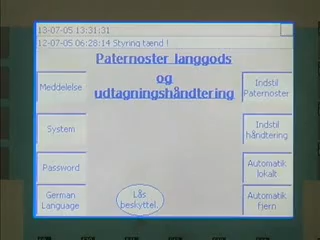 13-07-05 13:31:31
12-07-05 06:28:14 Styring tænd !
Paternoster langgods
og
udtagningshåndtering
Meddelelse
System
Password
German
Language
Lås
beskyttel.
Indstil
Paternoster
Indstil
håndtering
Automatik
lokalt
Automatik
fjern